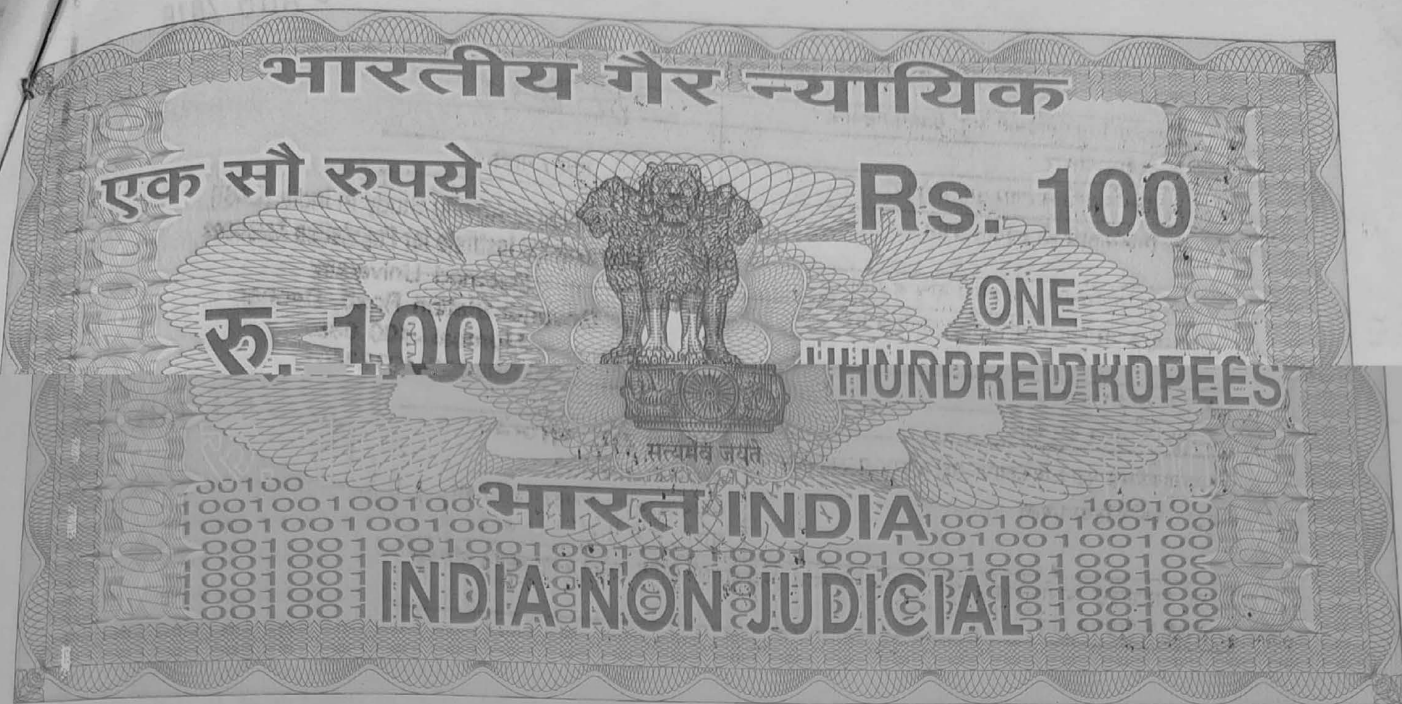 भारतीय गैर न्यायिक
एक सौ रुपये
Rs. 100
रु. 100
ONE
HUNDRED RUPEES
सत्यमेव जयते
भारत INDIA
INDIA NON JUDICIAL